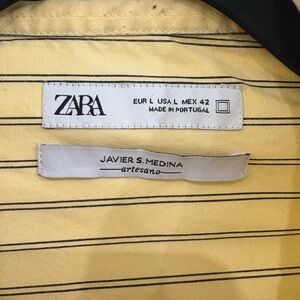 ZARA
EUR L USA L MEX 42
MADE IN PORTUGAL
JAVIER S. MEDINA
artesano